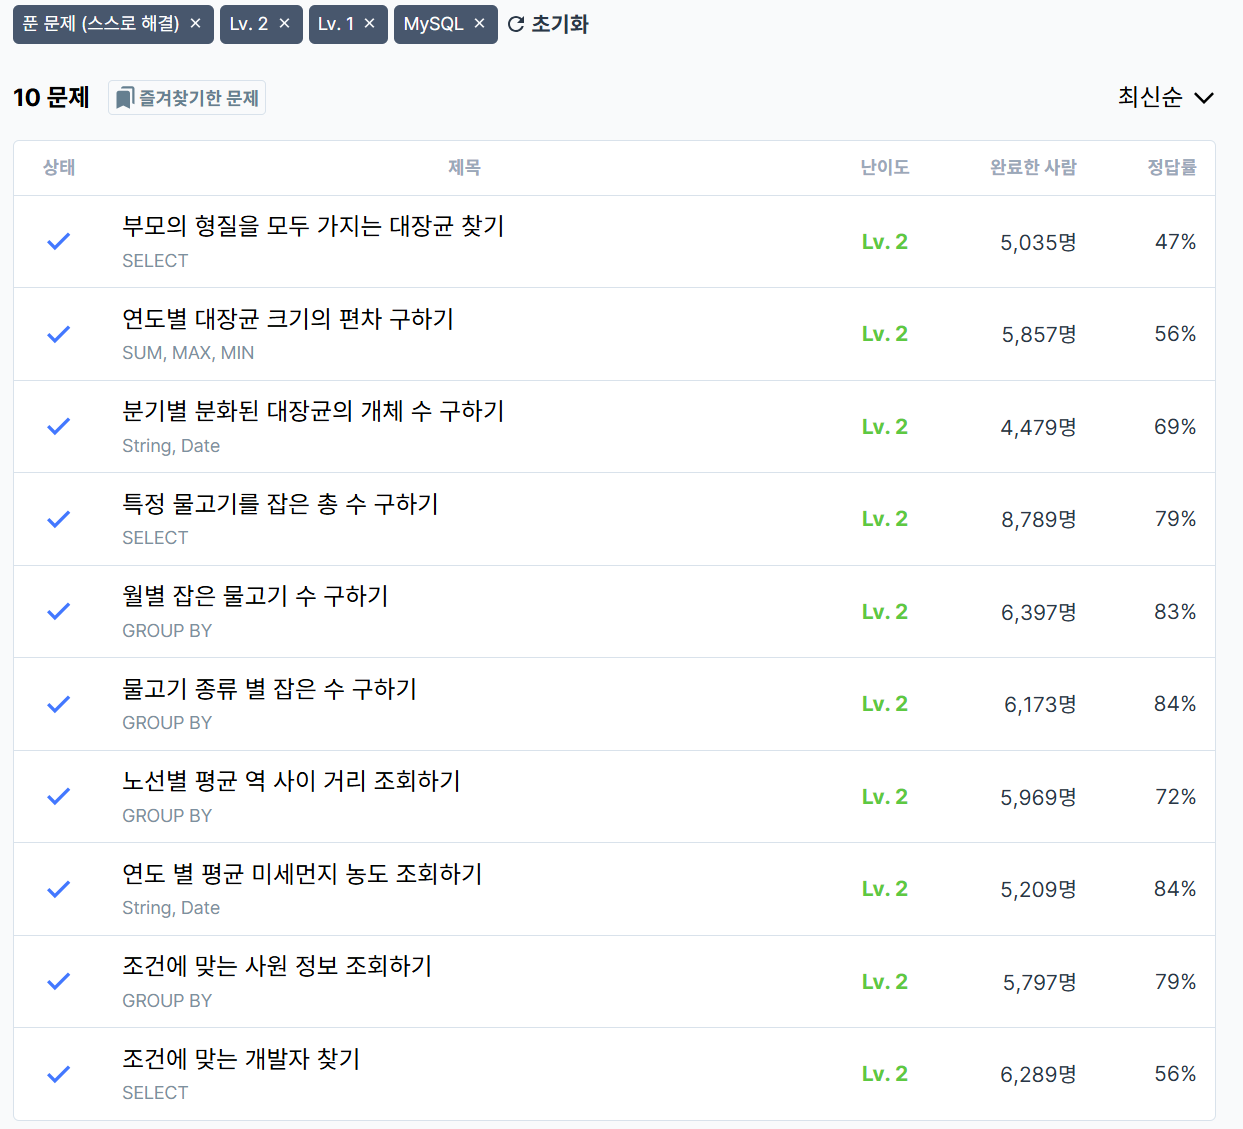 푼 문제 (스스로 해결) × Lv. 2 × Lv. 1 × MySQL × 초기화
10 문제 즐겨찾기한 문제 최신순
상태 제목 난이도 완료한 사람 정답률
부모의 형질을 모두 가지는 대장균 찾기
SELECT
Lv. 2 5,035명 47%
연도별 대장균 크기의 편차 구하기
SUM, MAX, MIN
Lv. 2 5,857명 56%
분기별 분화된 대장균의 개체 수 구하기
String, Date
Lv. 2 4,479명 69%
특정 물고기를 잡은 총 수 구하기
SELECT
Lv. 2 8,789명 79%
월별 잡은 물고기 수 구하기
GROUP BY
Lv. 2 6,397명 83%
물고기 종류 별 잡은 수 구하기
GROUP BY
Lv. 2 6,173명 84%
노선별 평균 역 사이 거리 조회하기
GROUP BY
Lv. 2 5,969명 72%
연도 별 평균 미세먼지 농도 조회하기
String, Date
Lv. 2 5,209명 84%
조건에 맞는 사원 정보 조회하기
GROUP BY
Lv. 2 5,797명 79%
조건에 맞는 개발자 찾기
SELECT
Lv. 2 6,289명 56%